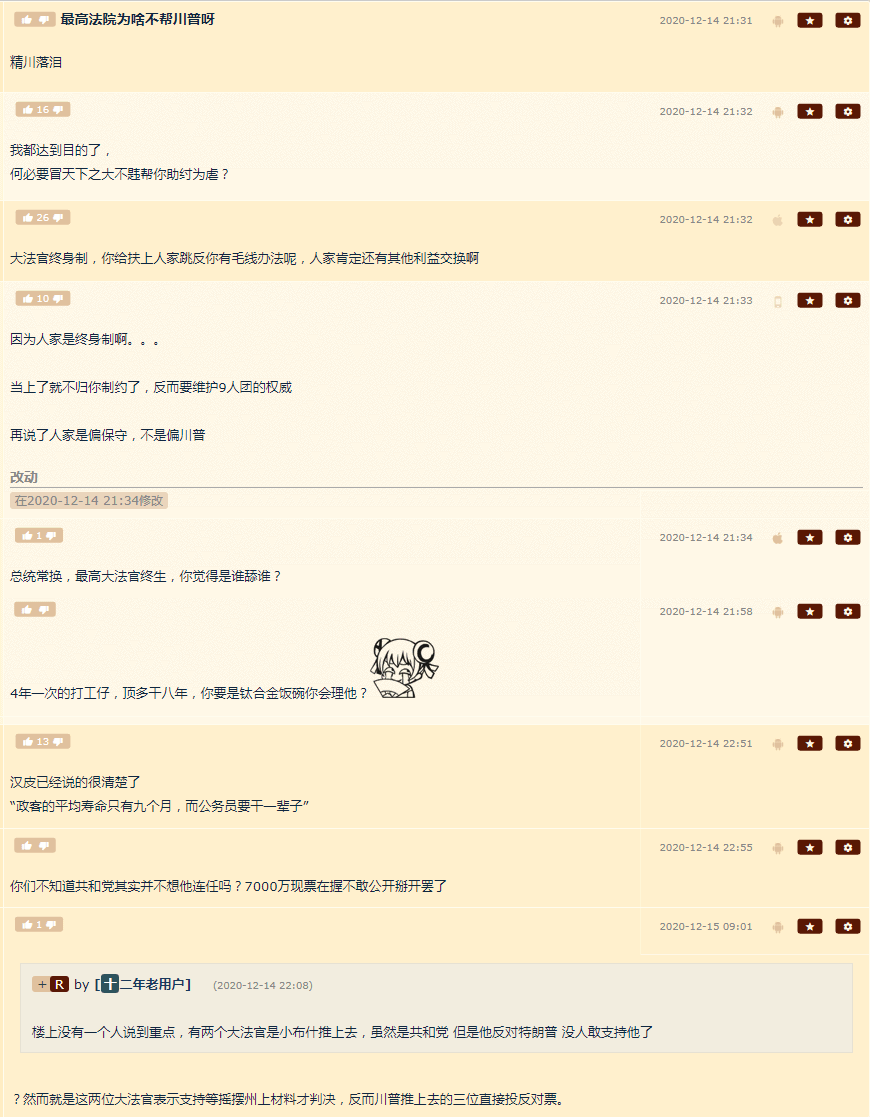 最高法院为啥不帮川普呀 2020-12-14 21:31
精川落泪
16 2020-12-14 21:32
我都达到目的了，
何必要冒天下之大不韪帮你助纣为虐？
26 2020-12-14 21:32
大法官终身制，你给扶上人家跳反你有毛线办法呢，人家肯定还有其他利益交换啊
10 2020-12-14 21:33
因为人家是终身制啊。。。
当上了就不归你制约了，反而要维护9人团的权威
再说了人家是偏保守，不是偏川普
改动
在2020-12-14 21:34修改
1 2020-12-14 21:34
总统常换，最高大法官终生，你觉得是谁舔谁？
2020-12-14 21:58
4年一次的打工仔，顶多干八年，你要是钛合金饭碗你会理他？
13 2020-12-14 22:51
汉皮已经说的很清楚了
“政客的平均寿命只有九个月，而公务员要干一辈子”
2020-12-14 22:55
你们不知道共和党其实并不想他连任吗？7000万现票在握不敢公开掰开罢了
1 2020-12-15 09:01
+ R by [十二年老用户] (2020-12-14 22:08)
楼上没有一个人说到重点，有两个大法官是小布什推上去，虽然是共和党 但是他反对特朗普 没人敢支持他了
？然而就是这两位大法官表示支持等摇摆州上材料才判决，反而川普推上去的三位直接投反对票。